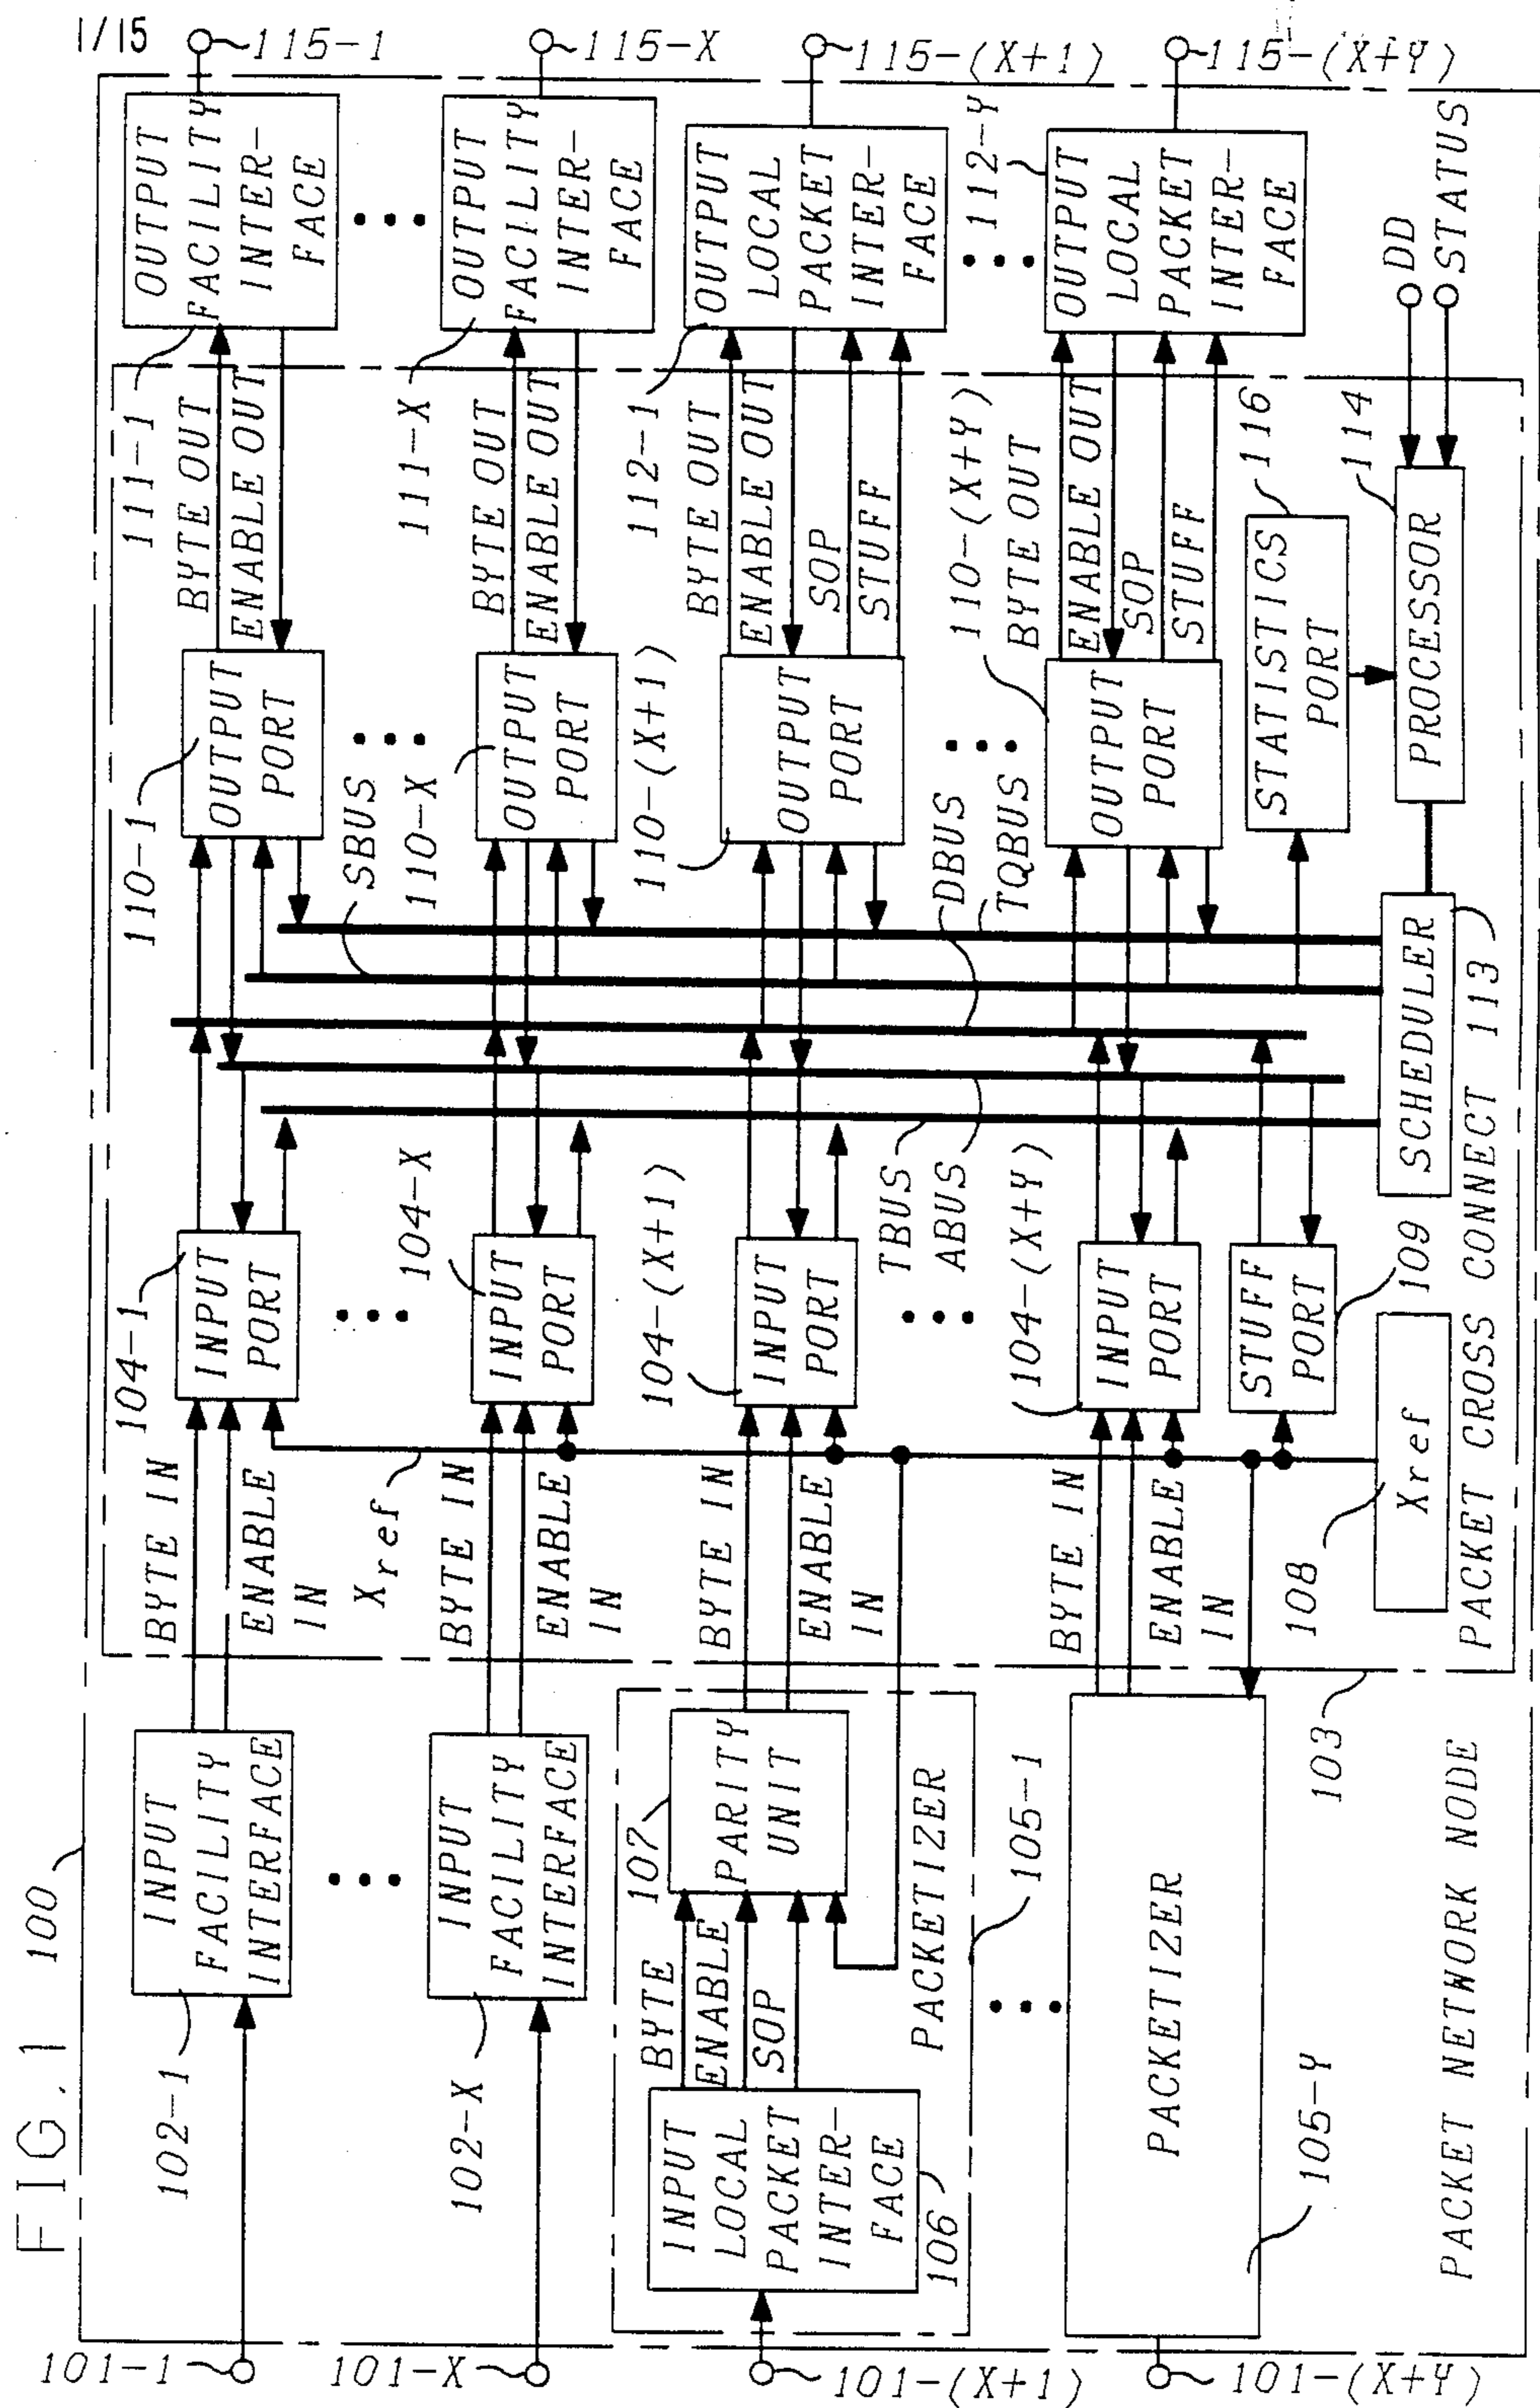 1/15
FIG. 1
100
101-1
102-1
INPUT
FACILITY
INTERFACE
BYTE IN
ENABLE
IN
104-1
INPUT
PORT
110-1
OUTPUT
PORT
BYTE OUT
ENABLE OUT
111-1
OUTPUT
FACILITY
INTER-
FACE
115-1
Xref
SBUS
101-X
102-X
INPUT
FACILITY
INTERFACE
BYTE IN
ENABLE
IN
104-X
INPUT
PORT
110-X
OUTPUT
PORT
BYTE OUT
ENABLE OUT
111-X
OUTPUT
FACILITY
INTER-
FACE
115-X
101-(X+1)
INPUT
LOCAL
PACKET
INTER-
FACE
106
BYTE
ENABLE
SOP
107
PARITY
UNIT
PACKETIZER
105-1
BYTE IN
ENABLE
IN
104-(X+1)
INPUT
PORT
110-(X+1)
OUTPUT
PORT
BYTE OUT
ENABLE OUT
SOP
STUFF
112-1
OUTPUT
LOCAL
PACKET
INTER-
FACE
115-(X+1)
TBUS
ABUS
DBUS
TQBUS
101-(X+Y)
PACKETIZER
105-Y
BYTE IN
ENABLE
IN
104-(X+Y)
INPUT
PORT
110-(X+Y)
OUTPUT
PORT
BYTE OUT
ENABLE OUT
SOP
STUFF
112-Y
OUTPUT
LOCAL
PACKET
INTER-
FACE
115-(X+Y)
STUFF
PORT
109
STATISTICS
PORT
116
108
Xref
SCHEDULER
PROCESSOR
114
DD
STATUS
103
PACKET CROSS CONNECT 113
PACKET NETWORK NODE